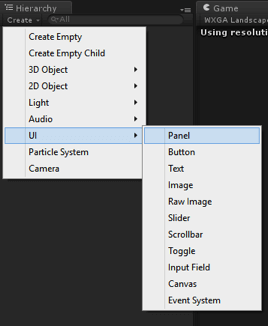 Hierarchy
Create
All
Game
WXGA Landscap
Using resoluti
Create Empty
Create Empty Child
3D Object
2D Object
Light
Audio
UI
Particle System
Camera
Panel
Button
Text
Image
Raw Image
Slider
Scrollbar
Toggle
Input Field
Canvas
Event System